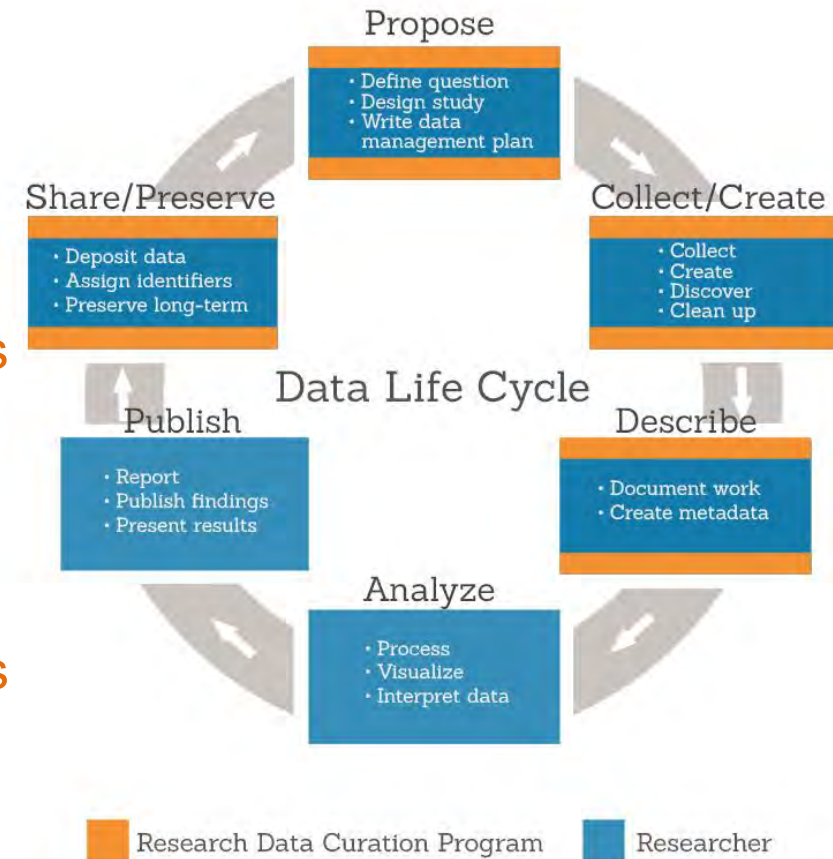 Propose
• Define question
• Design study
• Write data
management plan
Share/Preserve
• Deposit data
• Assign identifiers
• Preserve long-term
Collect/Create
• Collect
• Create
• Discover
• Clean up
s
Data Life Cycle
Publish
• Report
• Publish findings
• Present results
Describe
• Document work
• Create metadata
s
Analyze
• Process
• Visualize
• Interpret data
Research Data Curation Program
Researcher